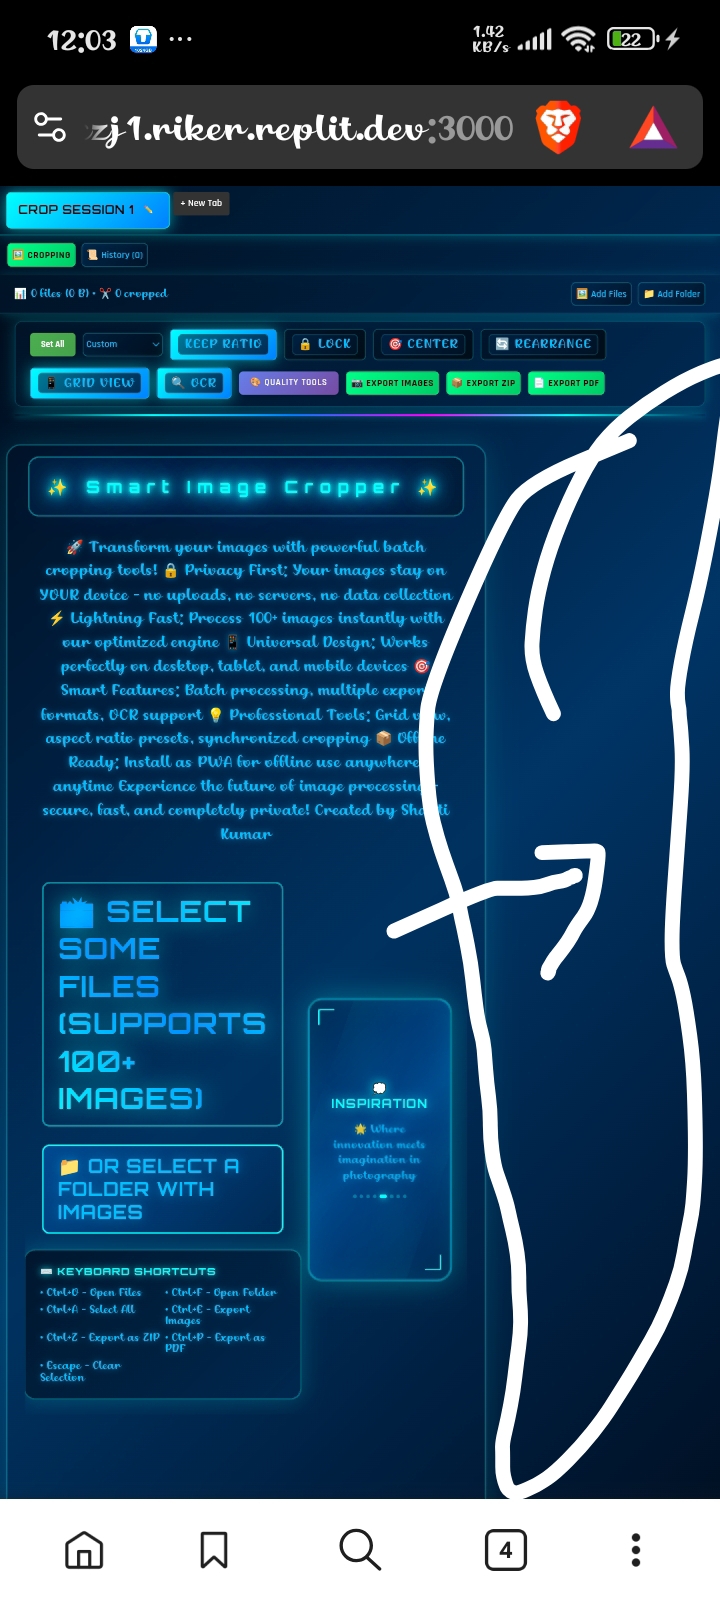 12:03
1.42
KB/s
22
zj1.riker.replit.dev:3000
CROP SESSION 1
+ New Tab
CROPPING
History (0)
0 files (0 B) • 0 cropped
Add Files
Add Folder
Set All
Custom
KEEP RATIO
LOCK
CENTER
REARRANGE
GRID VIEW
OCR
QUALITY TOOLS
EXPORT IMAGES
EXPORT ZIP
EXPORT PDF
✨ Smart Image Cropper ✨
🚀 Transform your images with powerful batch
cropping tools! 🔒 Privacy First: Your images stay on
YOUR device - no uploads, no servers, no data collection
⚡ Lightning Fast: Process 100+ images instantly with
our optimized engine 📱 Universal Design: Works
perfectly on desktop, tablet, and mobile devices 🎯
Smart Features: Batch processing, multiple export
formats, OCR support 💡 Professional Tools: Grid view,
aspect ratio presets, synchronized cropping 📦 Offline
Ready: Install as PWA for offline use anywhere,
anytime Experience the future of image processing -
secure, fast, and completely private! Created by
Kumar
SELECT
SOME
FILES
(SUPPORTS
100+
IMAGES)
INSPIRATION
🌟 Where
innovation meets
imagination in
photography
📁 OR SELECT A
FOLDER WITH
IMAGES
KEYBOARD SHORTCUTS
• Ctrl+O - Open Files
• Ctrl+F - Open Folder
• Ctrl+A - Select All
• Ctrl+E - Export
Images
• Ctrl+Z - Export as ZIP
• Ctrl+P - Export as
PDF
• Escape - Clear
Selection
4